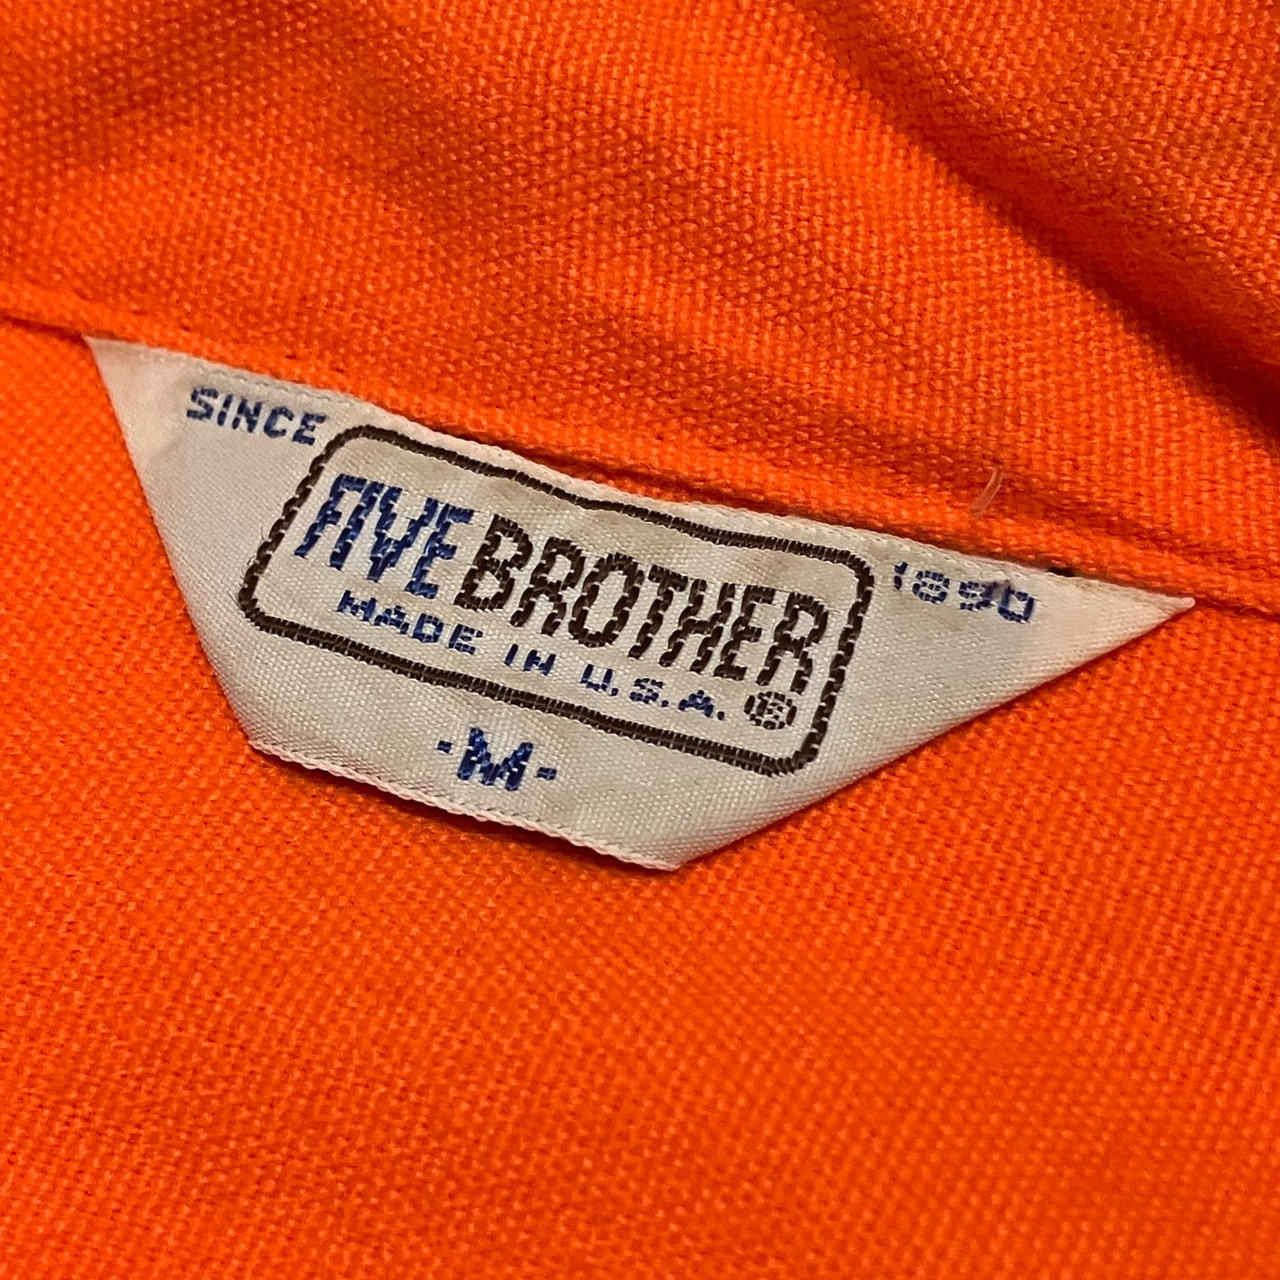 SINCE 1890
FIVE BROTHER
MADE IN U.S.A. ®
-M-